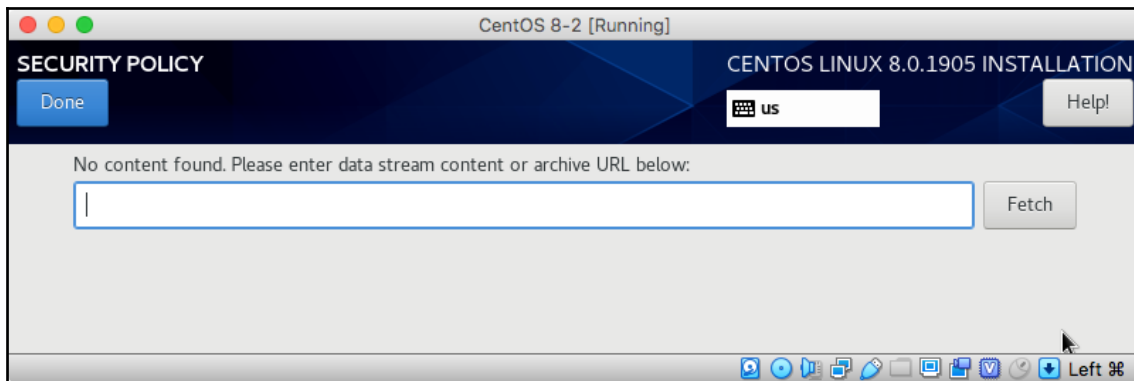 CentOS 8-2 [Running]
SECURITY POLICY
CENTOS LINUX 8.0.1905 INSTALLATION
Done
us
Help!
No content found. Please enter data stream content or archive URL below:
Fetch
Left ⌘